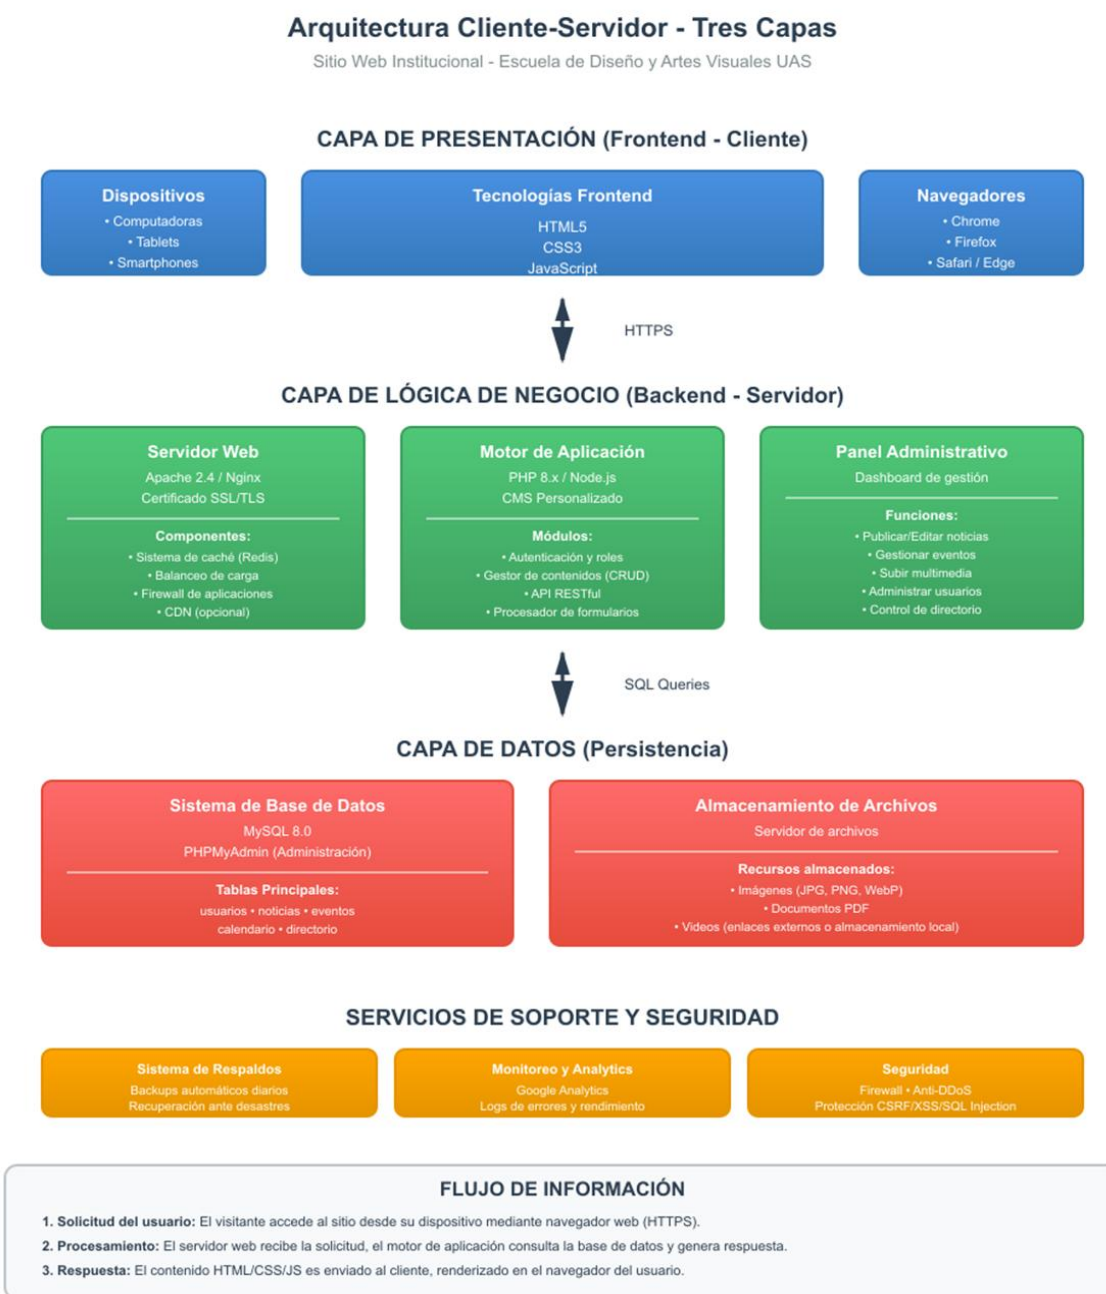 Arquitectura Cliente-Servidor - Tres Capas
Sitio Web Institucional - Escuela de Diseño y Artes Visuales UAS
CAPA DE PRESENTACIÓN (Frontend - Cliente)
Dispositivos
• Computadoras
• Tablets
• Smartphones
Tecnologías Frontend
HTML5
CSS3
JavaScript
Navegadores
• Chrome
• Firefox
• Safari / Edge
HTTPS
CAPA DE LÓGICA DE NEGOCIO (Backend - Servidor)
Servidor Web
Apache 2.4 / Nginx
Certificado SSL/TLS
Componentes:
• Sistema de caché (Redis)
• Balanceo de carga
• Firewall de aplicaciones
• CDN (opcional)
Motor de Aplicación
PHP 8.x / Node.js
CMS Personalizado
Módulos:
• Autenticación y roles
• Gestor de contenidos (CRUD)
• API RESTful
• Procesador de formularios
Panel Administrativo
Dashboard de gestión
Funciones:
• Publicar/Editar noticias
• Gestionar eventos
• Subir multimedia
• Administrar usuarios
• Control de directorio
SQL Queries
CAPA DE DATOS (Persistencia)
Sistema de Base de Datos
MySQL 8.0
PHPMyAdmin (Administración)
Tablas Principales:
usuarios • noticias • eventos
calendario • directorio
Almacenamiento de Archivos
Servidor de archivos
Recursos almacenados:
• Imágenes (JPG, PNG, WebP)
• Documentos PDF
• Videos (enlaces externos o almacenamiento local)
SERVICIOS DE SOPORTE Y SEGURIDAD
Sistema de Respaldos
Backups automáticos diarios
Recuperación ante desastres
Monitoreo y Analytics
Google Analytics
Logs de errores y rendimiento
Seguridad
Firewall • Anti-DDoS
Protección CSRF/XSS/SQL Injection
FLUJO DE INFORMACIÓN
1. Solicitud del usuario: El visitante accede al sitio desde su dispositivo mediante navegador web (HTTPS).
2. Procesamiento: El servidor web recibe la solicitud, el motor de aplicación consulta la base de datos y genera respuesta.
3. Respuesta: El contenido HTML/CSS/JS es enviado al cliente, renderizado en el navegador del usuario.